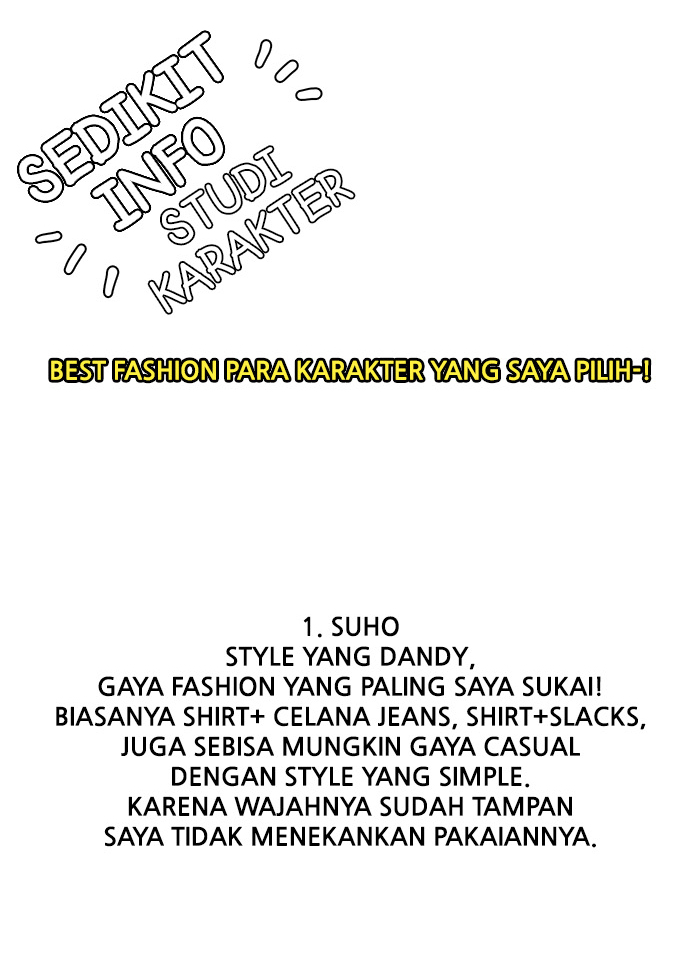 SEDIKIT
INFO
STUDI
KARAKTER
BEST FASHION PARA KARAKTER YANG SAYA PILIH-!
1. SUHO
STYLE YANG DANDY,
GAYA FASHION YANG PALING SAYA SUKAI!
BIASANYA SHIRT+ CELANA JEANS, SHIRT+SLACKS,
JUGA SEBISA MUNGKIN GAYA CASUAL
DENGAN STYLE YANG SIMPLE.
KARENA WAJAHNYA SUDAH TAMPAN
SAYA TIDAK MENEKANKAN PAKAIANNYA.